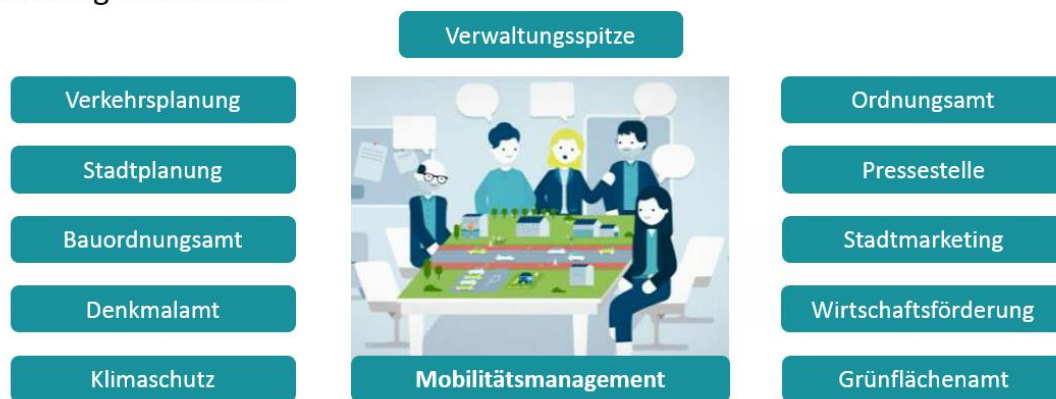 Verwaltungsspitze
Verkehrsplanung
Stadtplanung
Bauordnungsamt
Denkmalamt
Klimaschutz
Mobilitätsmanagement
Ordnungsamt
Pressestelle
Stadtmarketing
Wirtschaftsförderung
Grünflächenamt